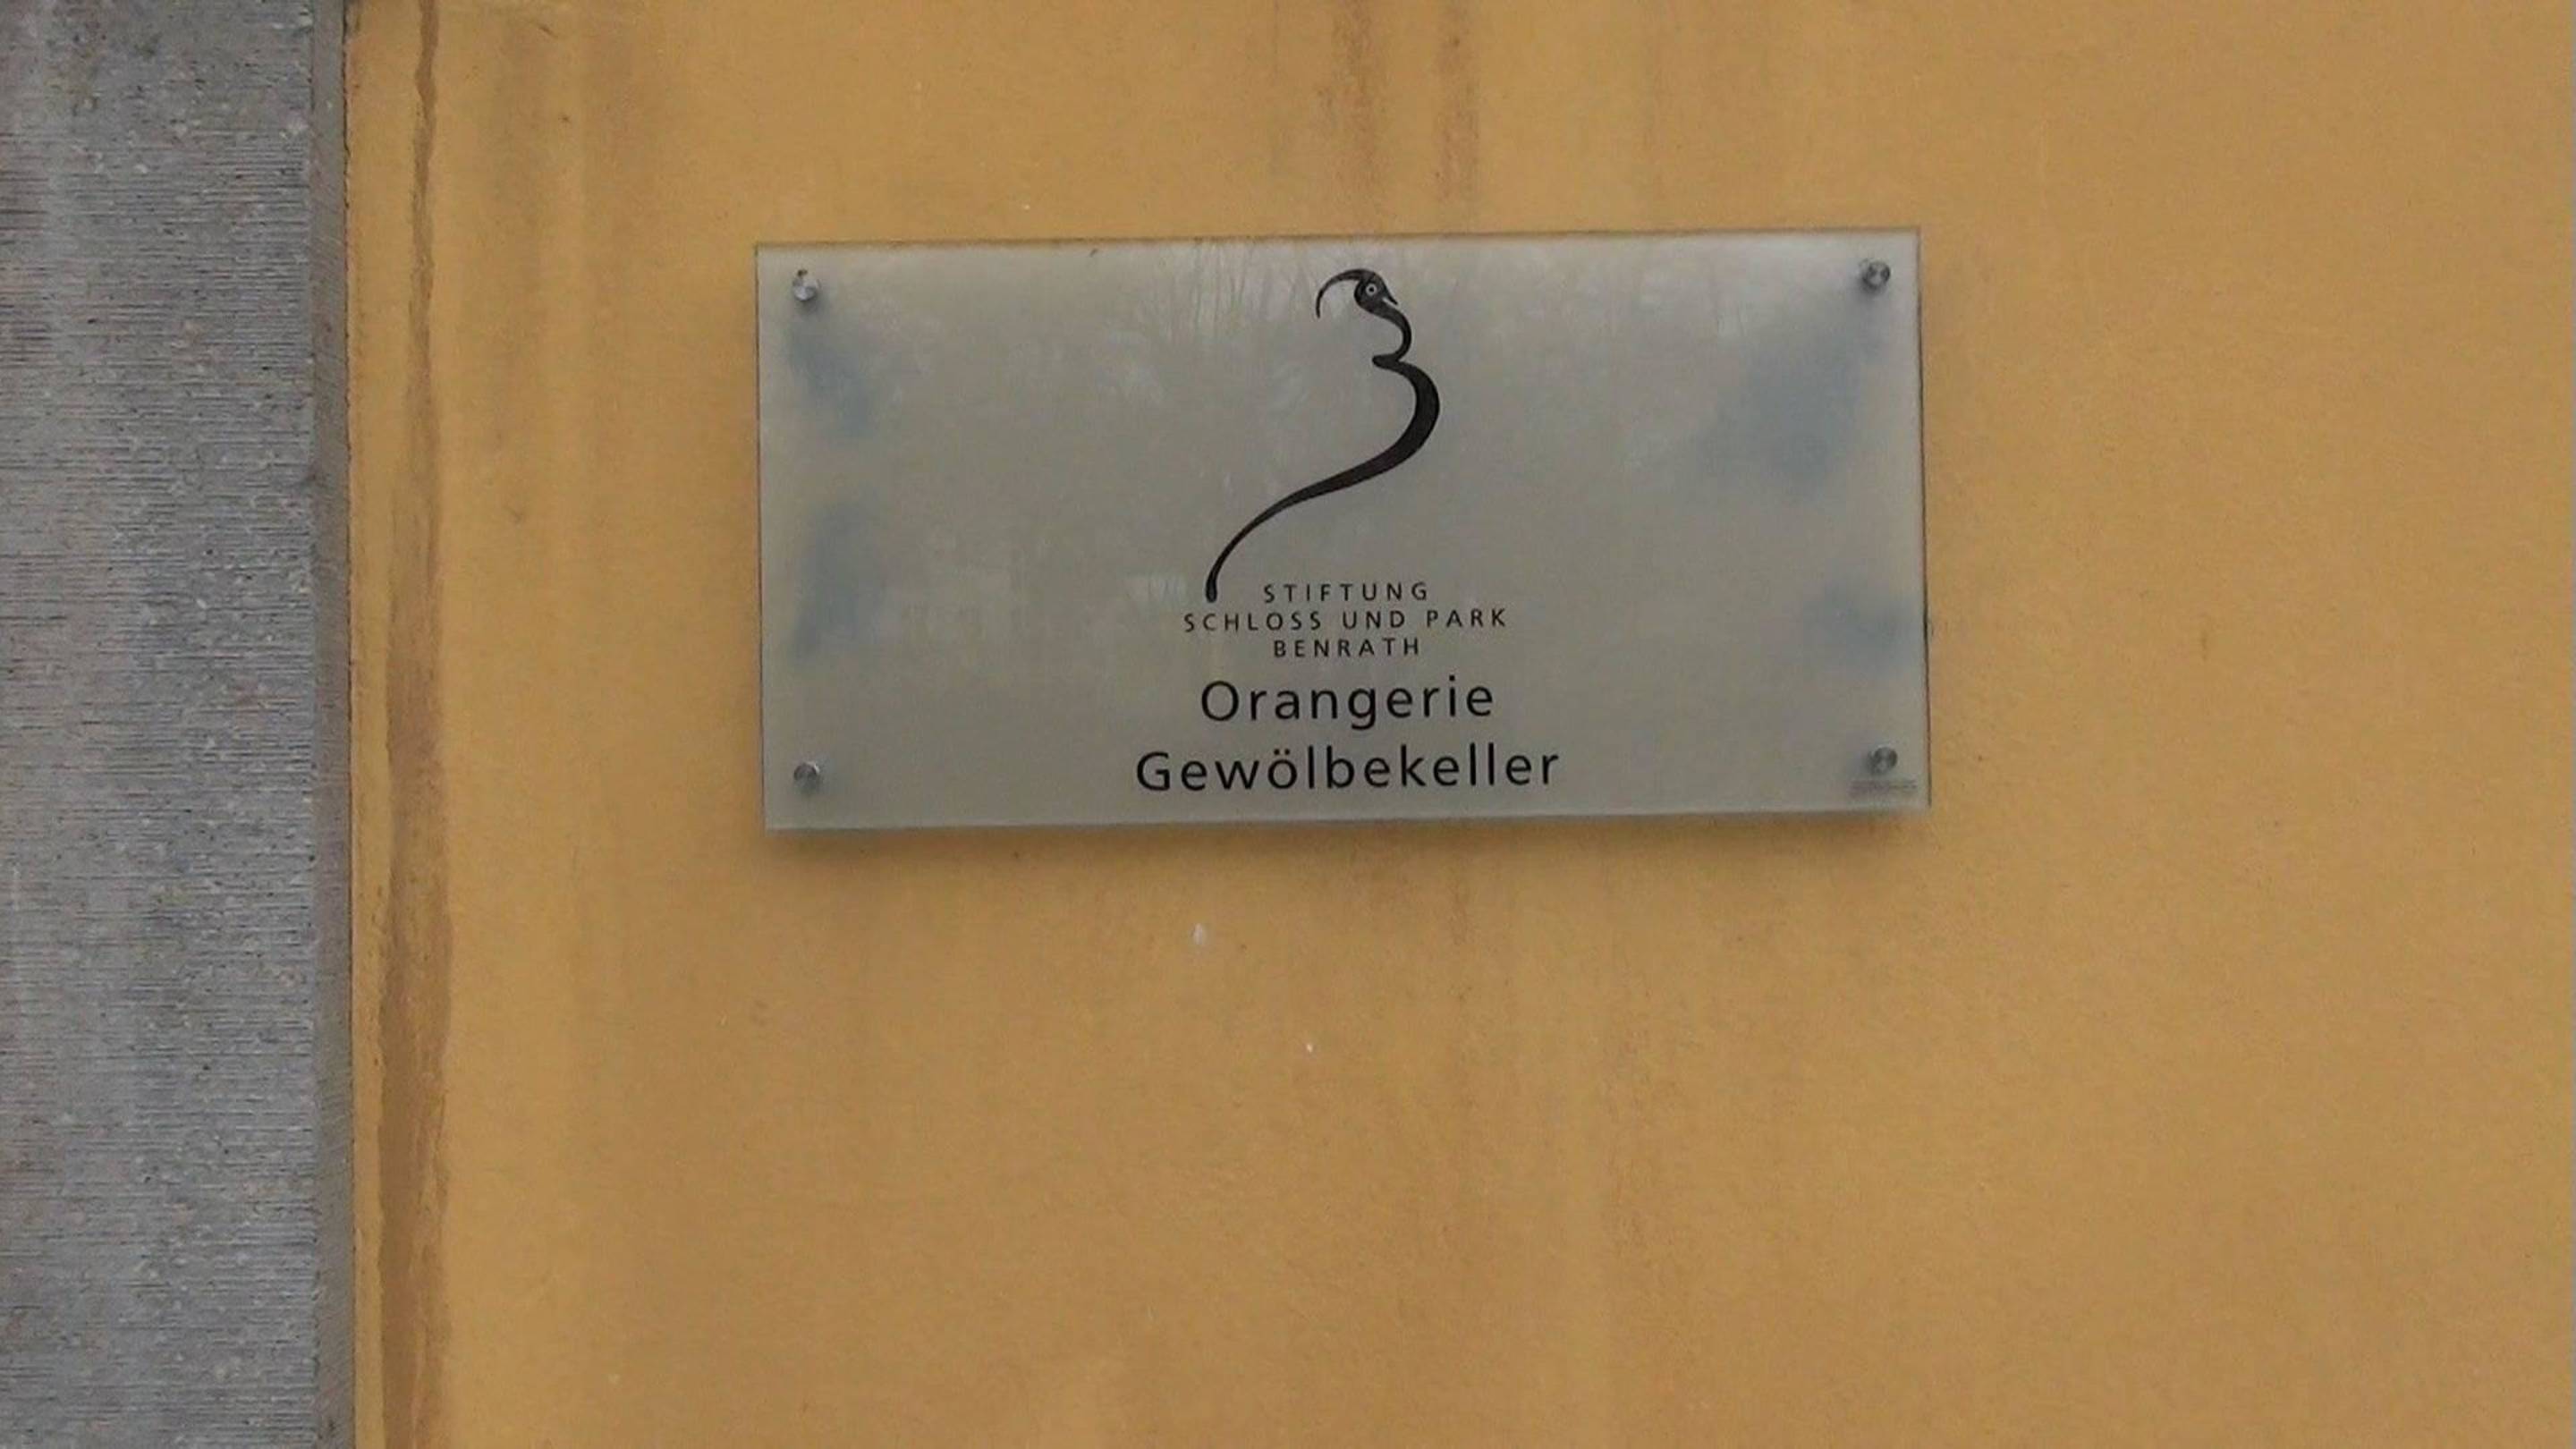 STIFTUNG
SCHLOSS UND PARK
BENRATH
Orangerie
Gewölbekeller